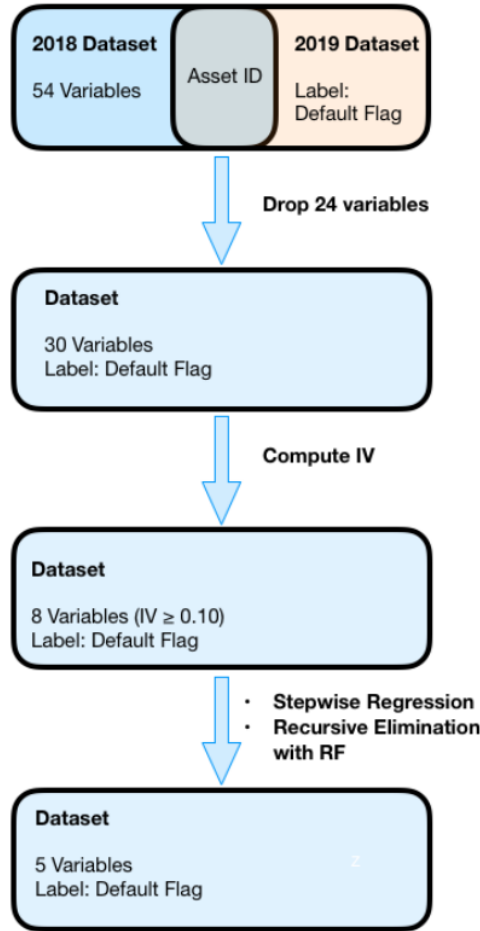 2018 Dataset
54 Variables
Asset ID
2019 Dataset
Label:
Default Flag
Drop 24 variables
Dataset
30 Variables
Label: Default Flag
Compute IV
Dataset
8 Variables (IV ≥ 0.10)
Label: Default Flag
· Stepwise Regression
· Recursive Elimination
with RF
Dataset
5 Variables
Label: Default Flag
z